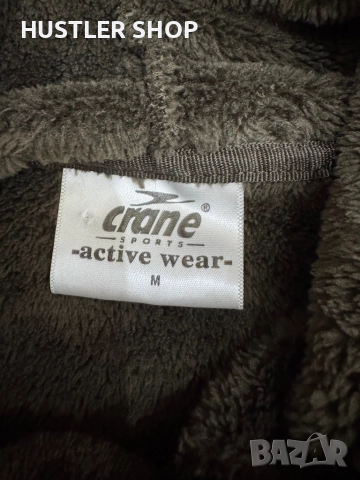 HUSTLER SHOP
crane®
SPORTS
-active wear-
M
BAZAR